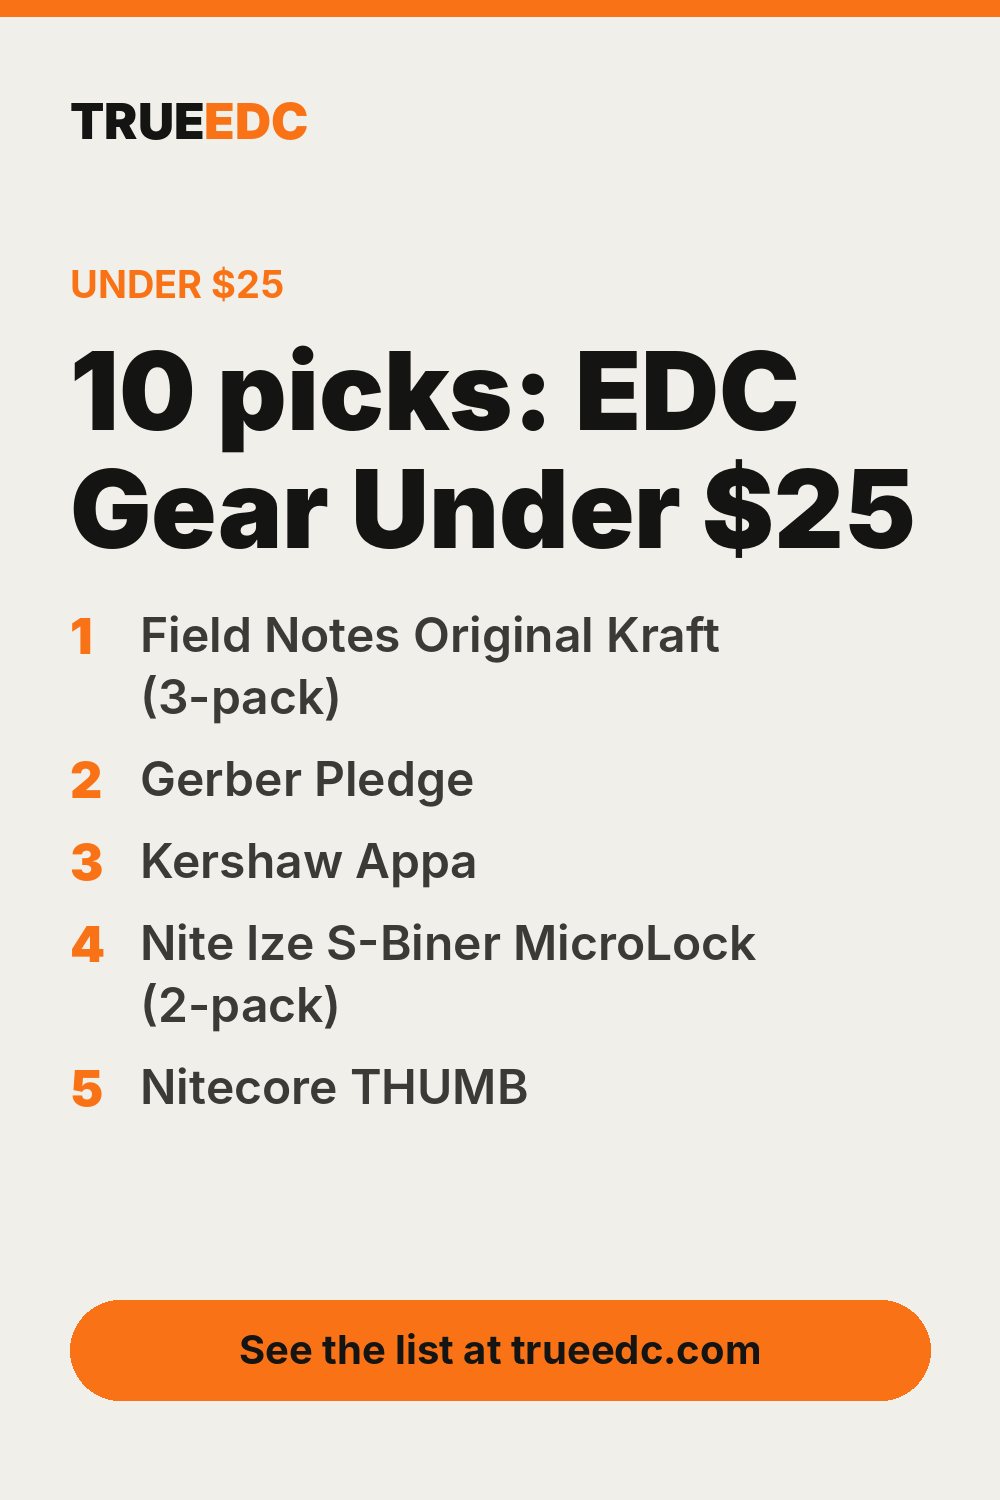 TRUEEDC
UNDER $25
10 picks: EDC
Gear Under $25
1 Field Notes Original Kraft
(3-pack)
2 Gerber Pledge
3 Kershaw Appa
4 Nite Ize S-Biner MicroLock
(2-pack)
5 Nitecore THUMB
See the list at trueedc.com